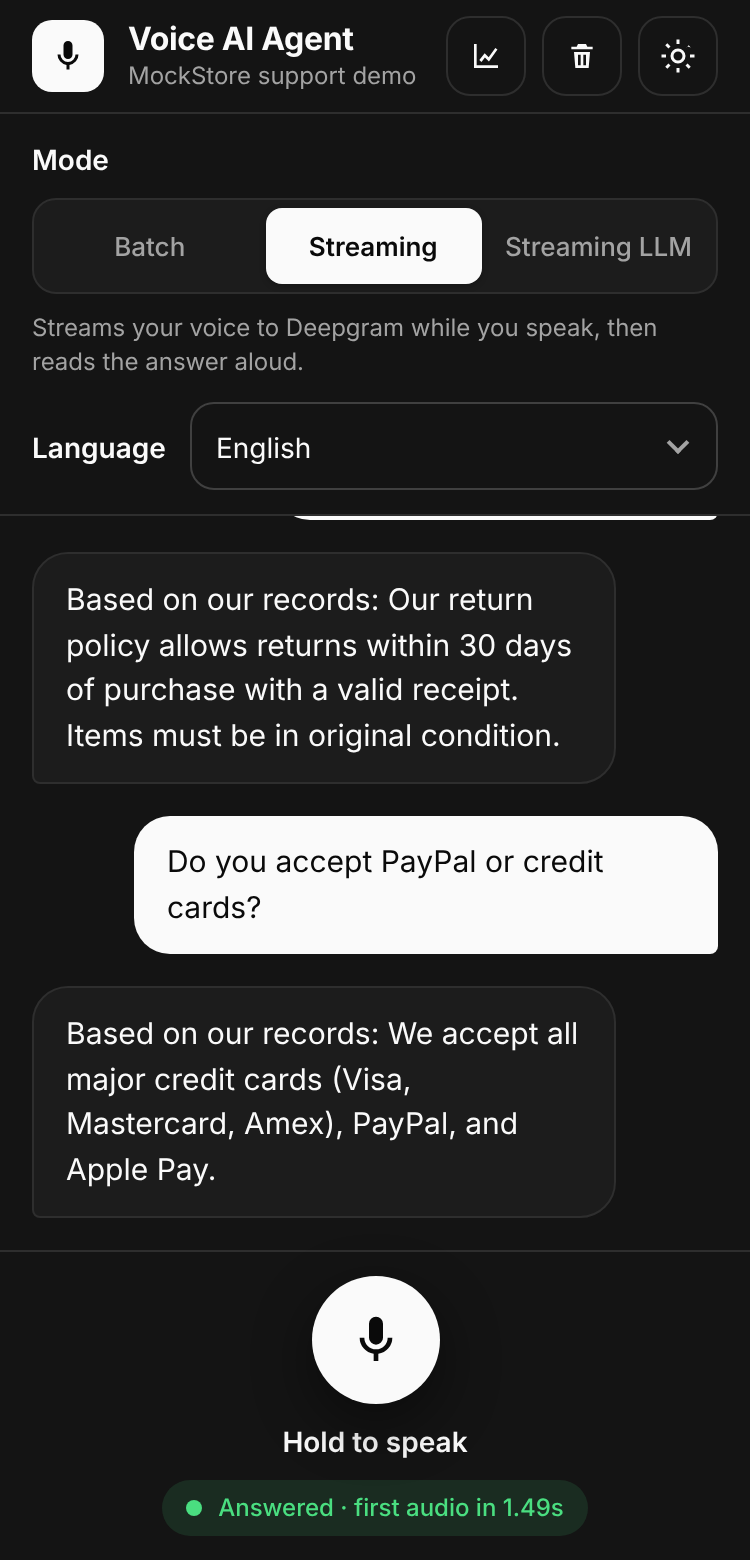 Voice AI Agent
MockStore support demo
Mode
Batch
Streaming
Streaming LLM
Streams your voice to Deepgram while you speak, then
reads the answer aloud.
Language
English
Based on our records: Our return
policy allows returns within 30 days
of purchase with a valid receipt.
Items must be in original condition.
Do you accept PayPal or credit
cards?
Based on our records: We accept all
major credit cards (Visa,
Mastercard, Amex), PayPal, and
Apple Pay.
Hold to speak
Answered · first audio in 1.49s